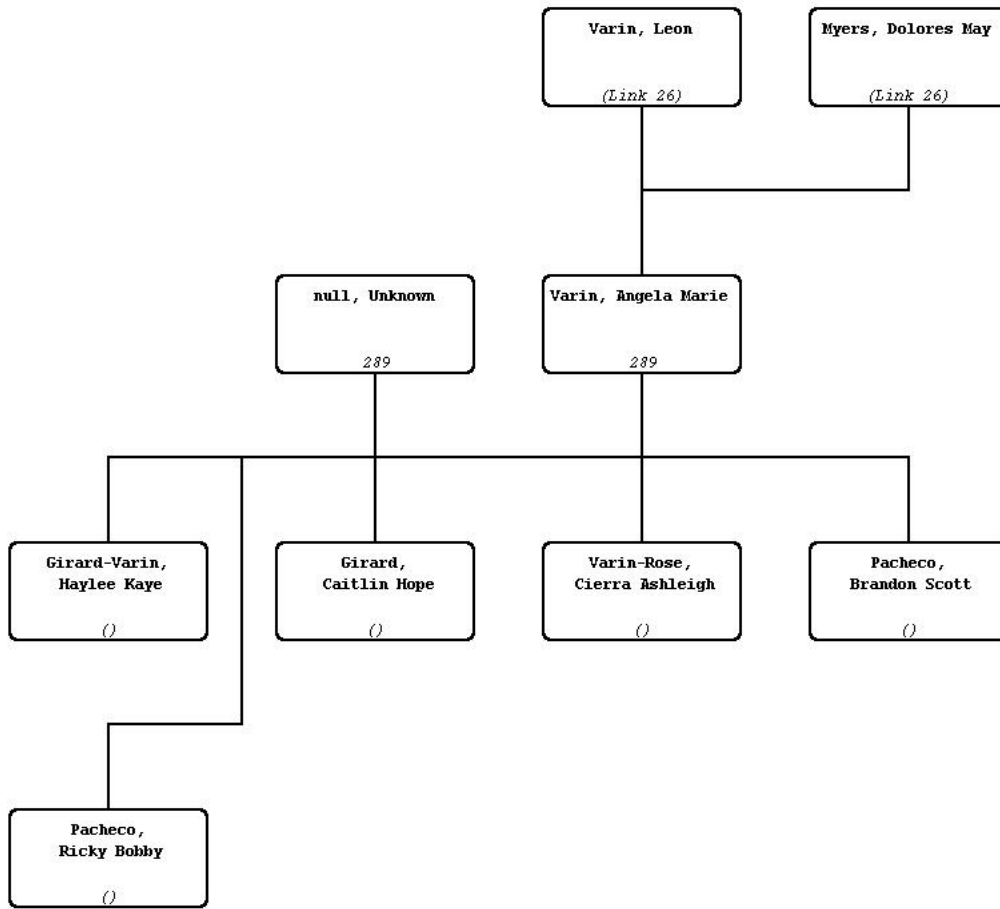 Varin, Leon
(Link 26)
Myers, Dolores May
(Link 26)
null, Unknown
289
Varin, Angela Marie
289
Girard-Varin,
Haylee Kaye
()
Girard,
Caitlin Hope
()
Varin-Rose,
Cierra Ashleigh
()
Pacheco,
Brandon Scott
()
Pacheco,
Ricky Bobby
()